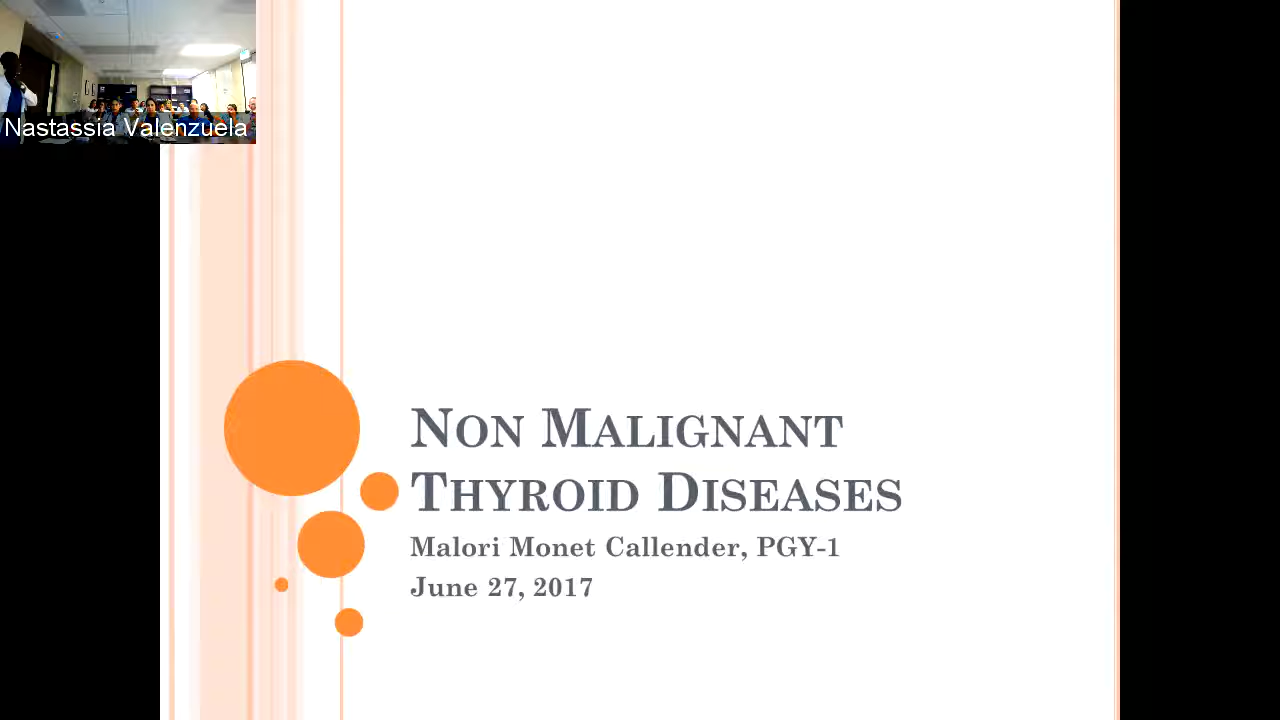 Nastassia Valenzuela
Non Malignant
Thyroid Diseases
Malori Monet Callender, PGY-1
June 27, 2017